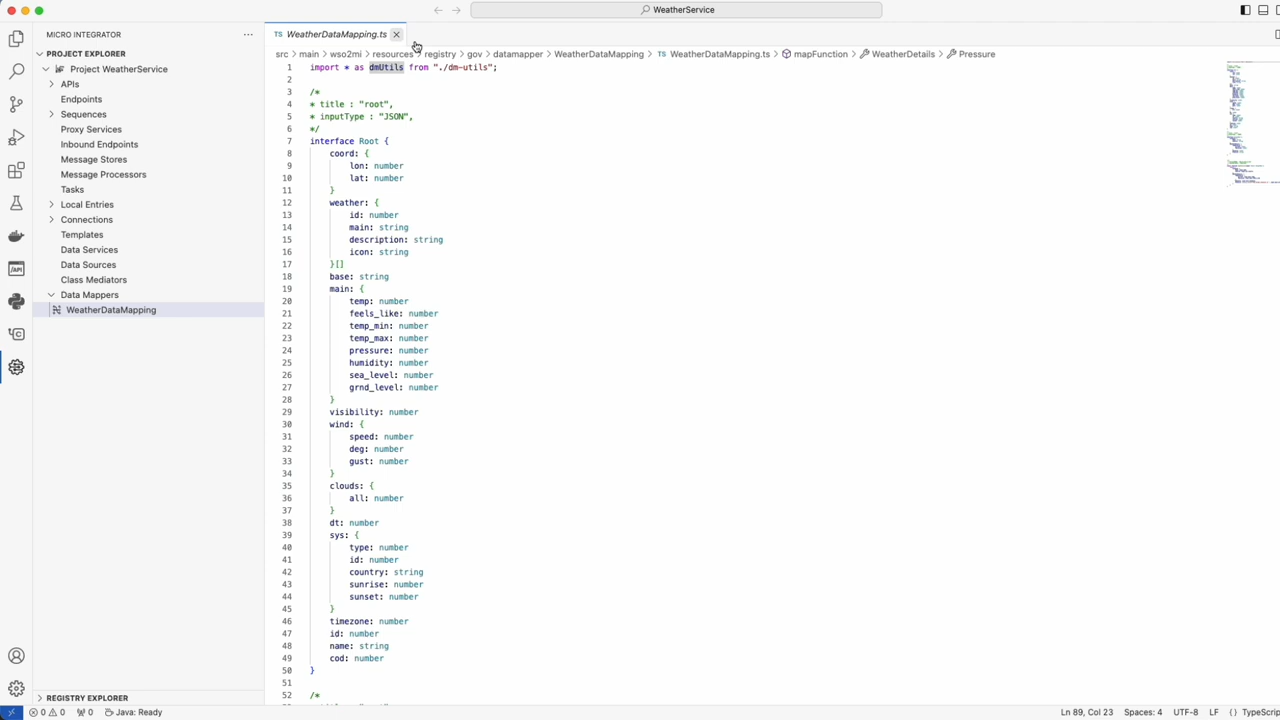 WeatherService
MICRO INTEGRATOR
PROJECT EXPLORER
Project WeatherService
APIs
Endpoints
Sequences
Proxy Services
Inbound Endpoints
Message Stores
Message Processors
Tasks
Local Entries
Connections
Templates
Data Services
Data Sources
Class Mediators
Data Mappers
WeatherDataMapping
REGISTRY EXPLORER
TS WeatherDataMapping.ts
src > main > wso2mi > resources > registry > gov > datamapper > WeatherDataMapping > TS WeatherDataMapping.ts > mapFunction > WeatherDetails > Pressure
1 import * as dmUtils from "./dm-utils";
2
3 /*
4 * title : "root",
5 * inputType : "JSON",
6 */
7 interface Root {
8 coord: {
9 lon: number
10 lat: number
11 }
12 weather: {
13 id: number
14 main: string
15 description: string
16 icon: string
17 }[]
18 base: string
19 main: {
20 temp: number
21 feels_like: number
22 temp_min: number
23 temp_max: number
24 pressure: number
25 humidity: number
26 sea_level: number
27 grnd_level: number
28 }
29 visibility: number
30 wind: {
31 speed: number
32 deg: number
33 gust: number
34 }
35 clouds: {
36 all: number
37 }
38 dt: number
39 sys: {
40 type: number
41 id: number
42 country: string
43 sunrise: number
44 sunset: number
45 }
46 timezone: number
47 id: number
48 name: string
49 cod: number
50 }
51
52 /*
0 0 0 Java: Ready Ln 89, Col 23 Spaces: 4 UTF-8 LF {} TypeScrip